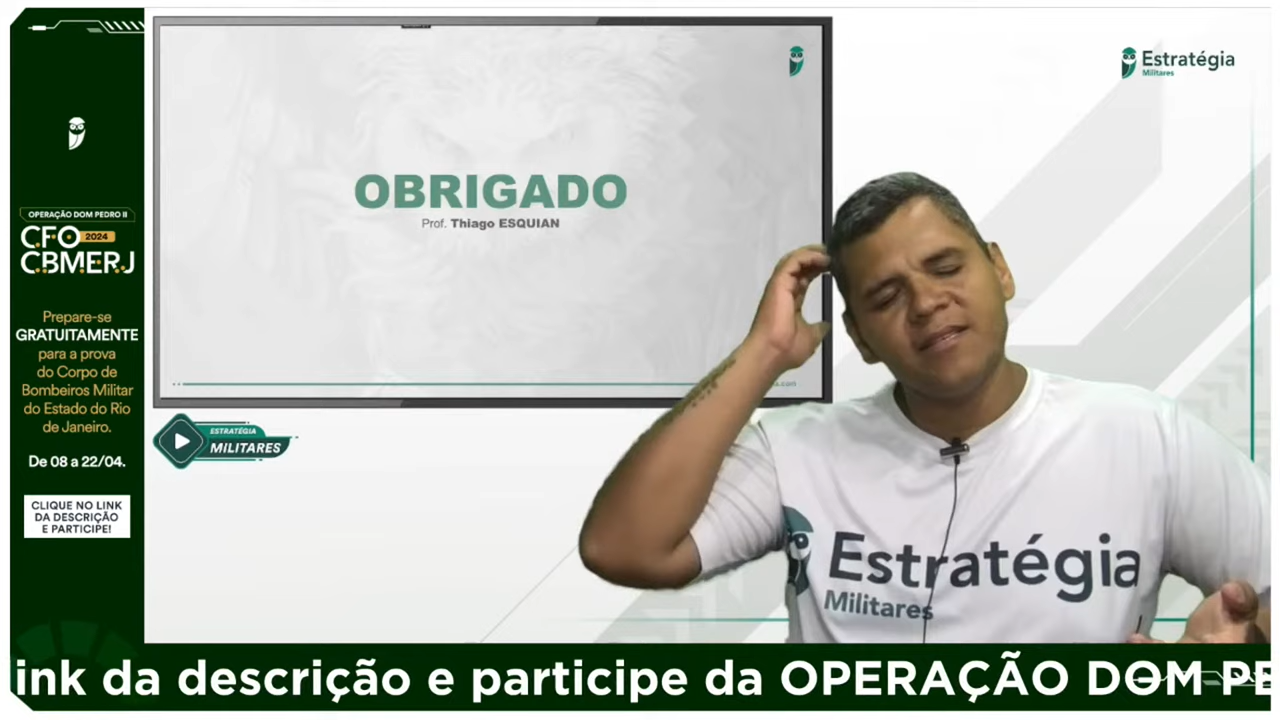 OPERAÇÃO DOM PEDRO II
CFO 2024
CBMERJ
Prepare-se
GRATUITAMENTE
para a prova
do Corpo de
Bombeiros Militar
do Estado do Rio
de Janeiro.
De 08 a 22/04.
CLIQUE NO LINK
DA DESCRIÇÃO
E PARTICIPE!
OBRIGADO
Prof. Thiago ESQUIAN
ESTRATÉGIA
MILITARES
Estratégia
Militares
Estratégia
Militares
ink da descrição e participe da OPERAÇÃO DOM PE